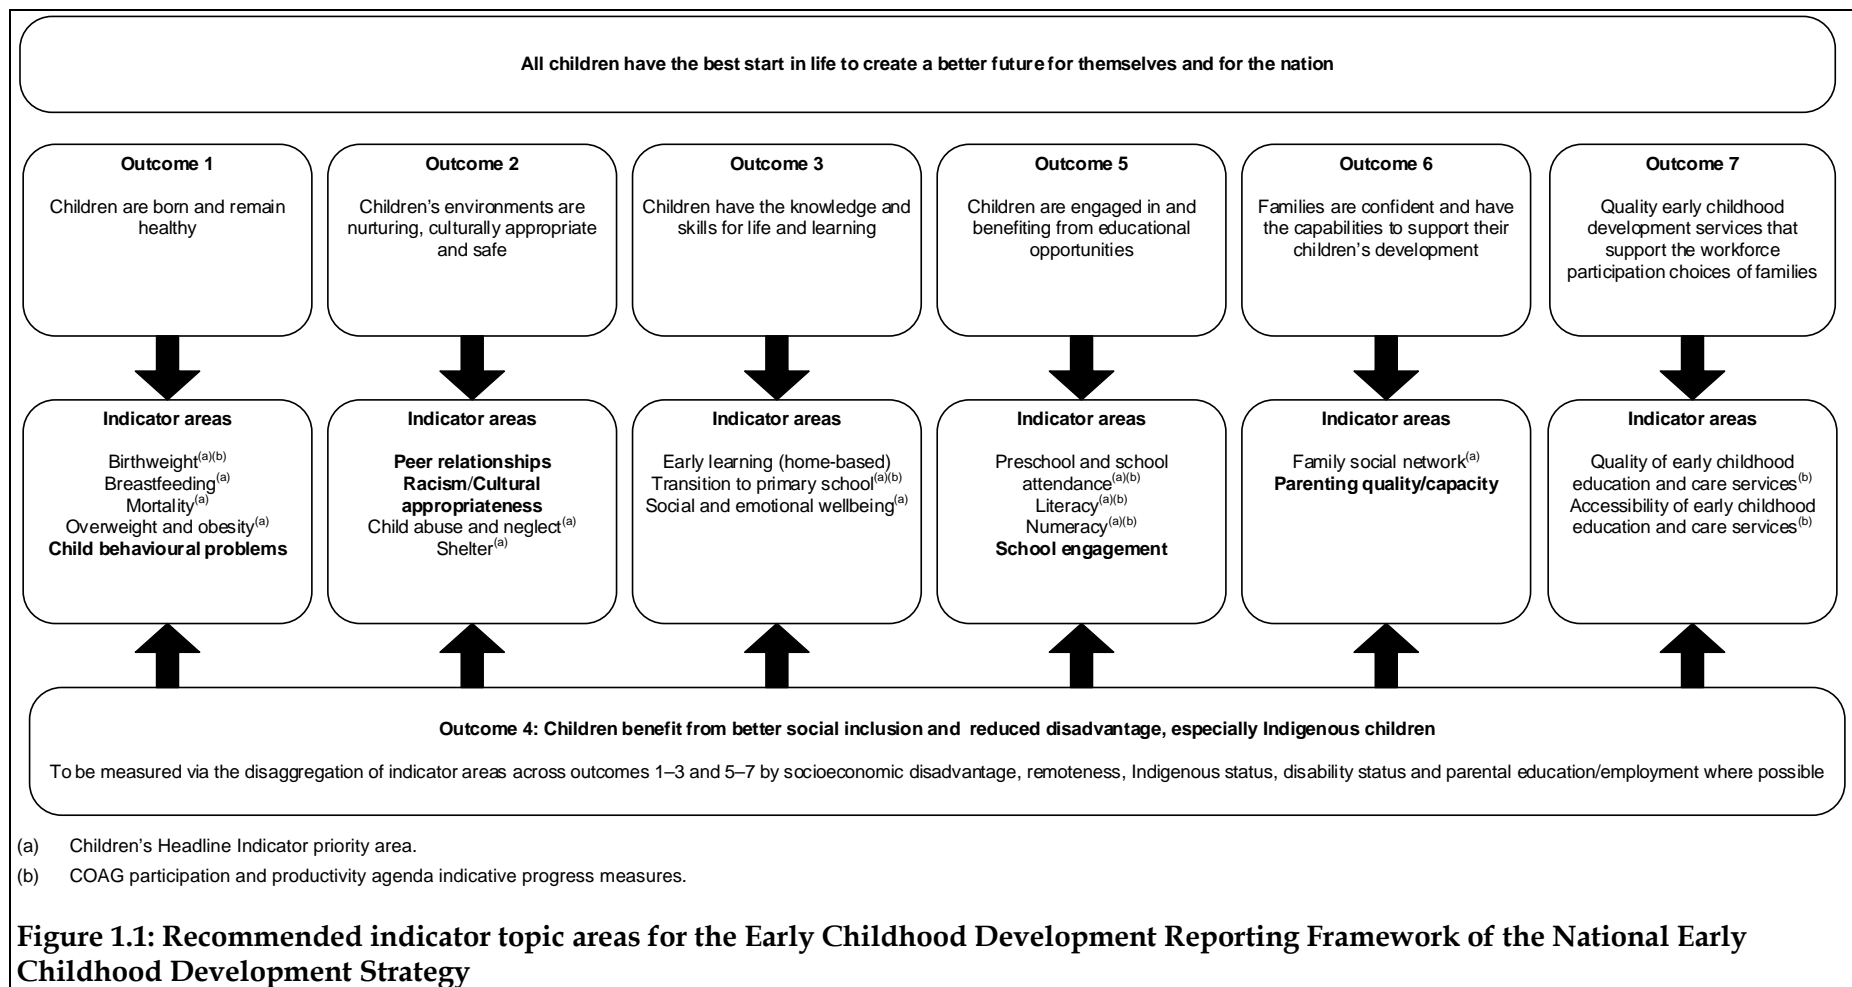 All children have the best start in life to create a better future for themselves and for the nation
Outcome 1
Children are born and remain
healthy
Outcome 2
Children's environments are
nurturing, culturally appropriate
and safe
Outcome 3
Children have the knowledge and
skills for life and learning
Outcome 5
Children are engaged in and
benefiting from educational
opportunities
Outcome 6
Families are confident and have
the capabilities to support their
children's development
Outcome 7
Quality early childhood
development services that
support the workforce
participation choices of families
Indicator areas
Birthweight(a)(b)
Breastfeeding(a)
Mortality(a)
Overweight and obesity(a)
Child behavioural problems
Indicator areas
Peer relationships
Racism/Cultural
appropriateness
Child abuse and neglect(a)
Shelter(a)
Indicator areas
Early learning (home-based)
Transition to primary school(a)(b)
Social and emotional wellbeing(a)
Indicator areas
Preschool and school
attendance(a)(b)
Literacy(a)(b)
Numeracy(a)(b)
School engagement
Indicator areas
Family social network(a)
Parenting quality/capacity
Indicator areas
Quality of early childhood
education and care services(b)
Accessibility of early childhood
education and care services(b)
Outcome 4: Children benefit from better social inclusion and reduced disadvantage, especially Indigenous children
To be measured via the disaggregation of indicator areas across outcomes 1–3 and 5–7 by socioeconomic disadvantage, remoteness, Indigenous status, disability status and parental education/employment where possible
(a) Children's Headline Indicator priority area.
(b) COAG participation and productivity agenda indicative progress measures.
Figure 1.1: Recommended indicator topic areas for the Early Childhood Development Reporting Framework of the National Early
Childhood Development Strategy